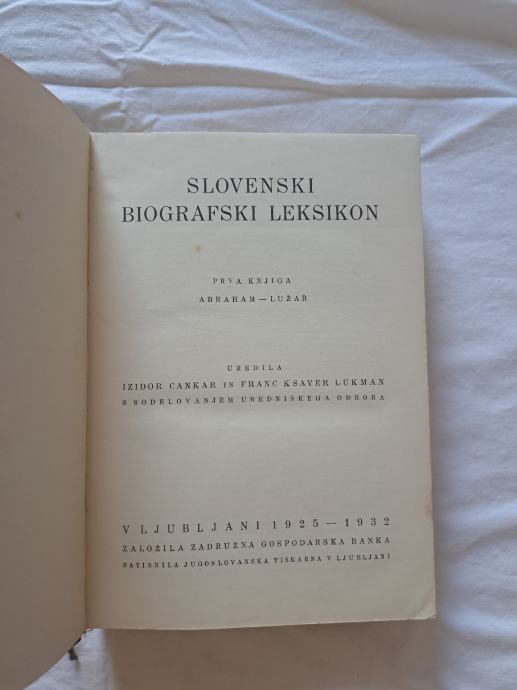 SLOVENSKI
BIOGRAFSKI LEKSIKON
PRVA KNJIGA
ABRAHAM — LUŽAR
UREDILA
IZIDOR CANKAR IN FRANC KSAVER LUKMAN
S SODELOVANJEM UREDNIŠKEGA ODBORA
V LJUBLJANI 1925 — 1932
ZALOŽILA ZADRUŽNA GOSPODARSKA BANKA
NATISNILA JUGOSLOVANSKA TISKARNA V LJUBLJANI